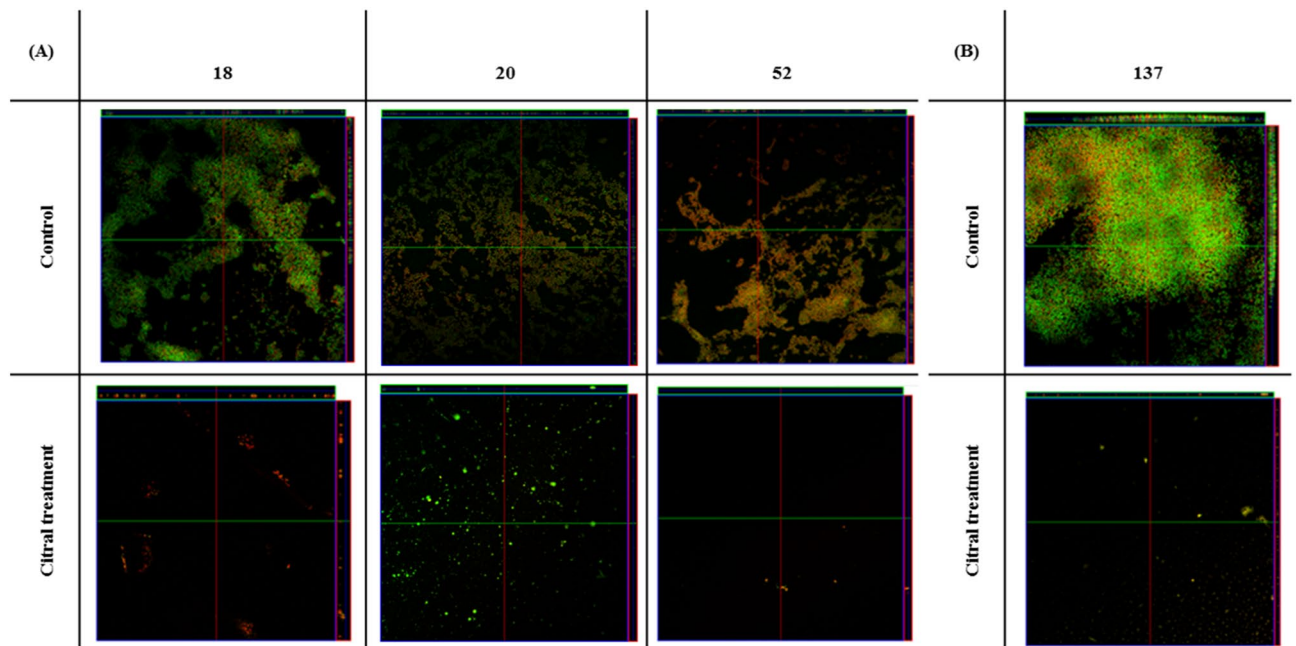 (A)
18
20
52
(B)
137
Control
Control
Citral treatment
Citral treatment